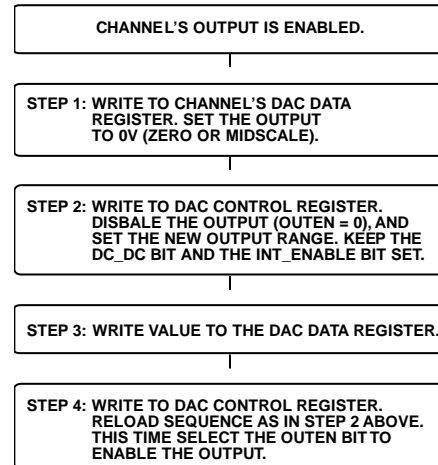 CHANNEL'S OUTPUT IS ENABLED.
STEP 1: WRITE TO CHANNEL'S DAC DATA
REGISTER. SET THE OUTPUT
TO 0V (ZERO OR MIDSCALE).
STEP 2: WRITE TO DAC CONTROL REGISTER.
DISBALE THE OUTPUT (OUTEN = 0), AND
SET THE NEW OUTPUT RANGE. KEEP THE
DC_DC BIT AND THE INT_ENABLE BIT SET.
STEP 3: WRITE VALUE TO THE DAC DATA REGISTER.
STEP 4: WRITE TO DAC CONTROL REGISTER.
RELOAD SEQUENCE AS IN STEP 2 ABOVE.
THIS TIME SELECT THE OUTEN BIT TO
ENABLE THE OUTPUT.